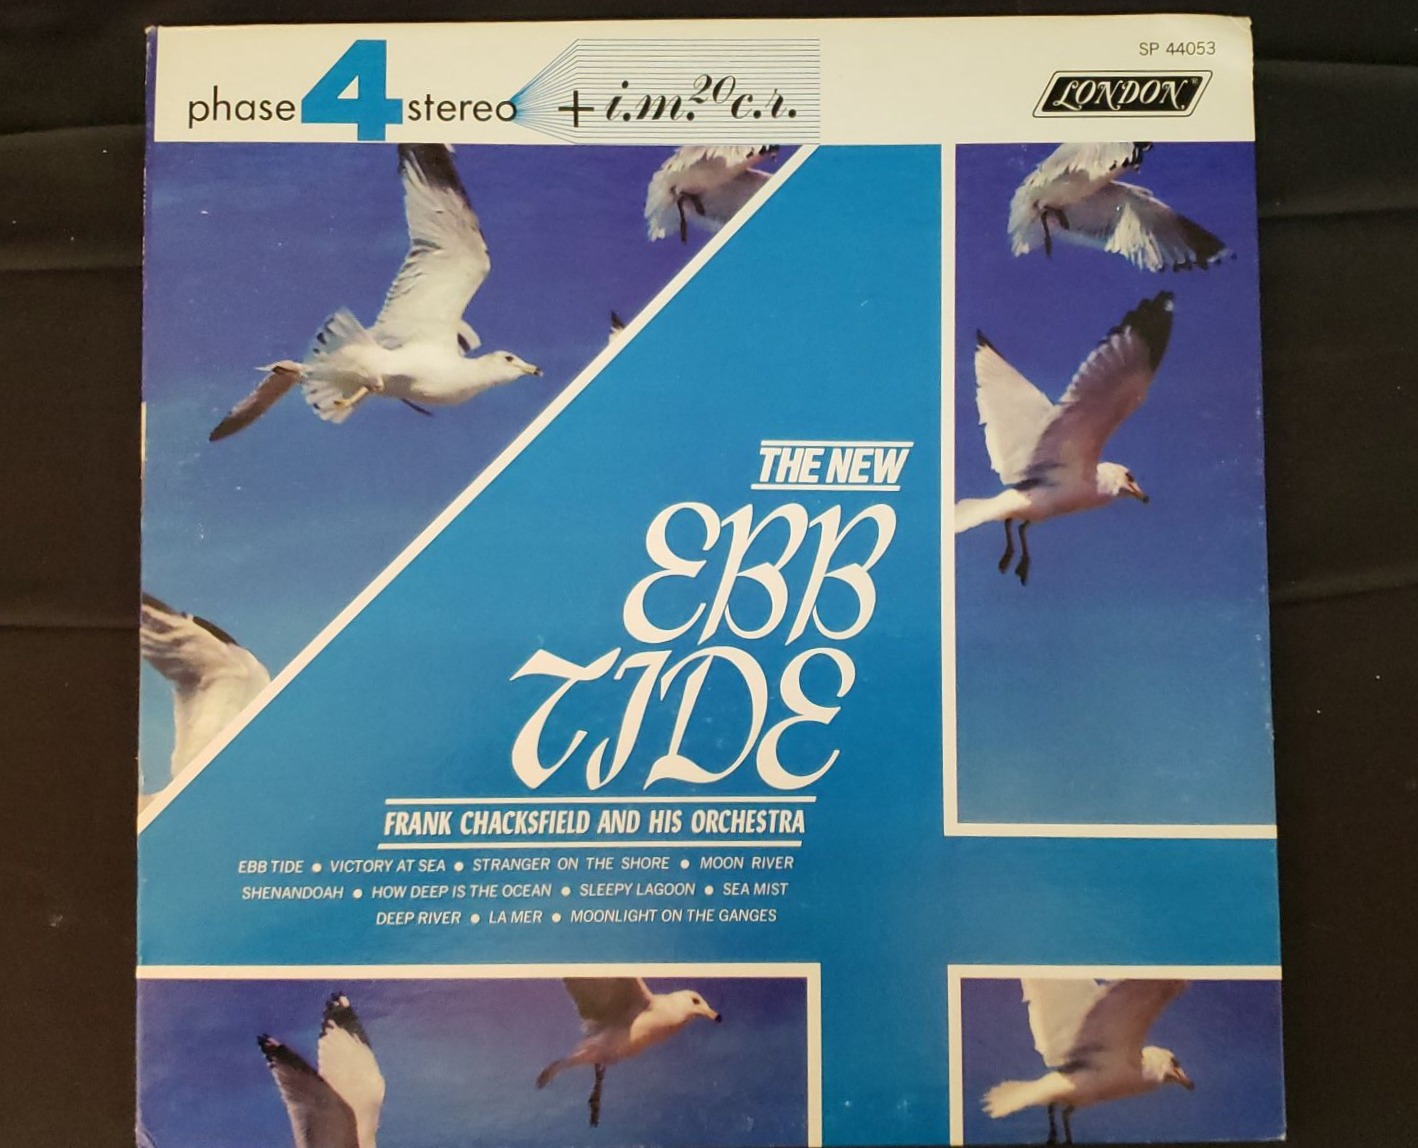 phase 4 stereo + i.m.20 c.r.
SP 44053
LONDON®
THE NEW
EBB
TIDE
FRANK CHACKSFIELD AND HIS ORCHESTRA
EBB TIDE ● VICTORY AT SEA ● STRANGER ON THE SHORE ● MOON RIVER
SHENANDOAH ● HOW DEEP IS THE OCEAN ● SLEEPY LAGOON ● SEA MIST
DEEP RIVER ● LA MER ● MOONLIGHT ON THE GANGES